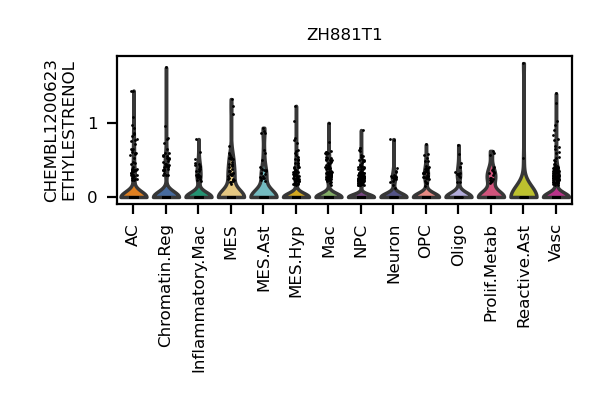 ZH881T1
CHEMBL1200623
ETHYLESTRENOL
1
0
AC
Chromatin.Reg
Inflammatory.Mac
MES
MES.Ast
MES.Hyp
Mac
NPC
Neuron
OPC
Oligo
Prolif.Metab
Reactive.Ast
Vasc